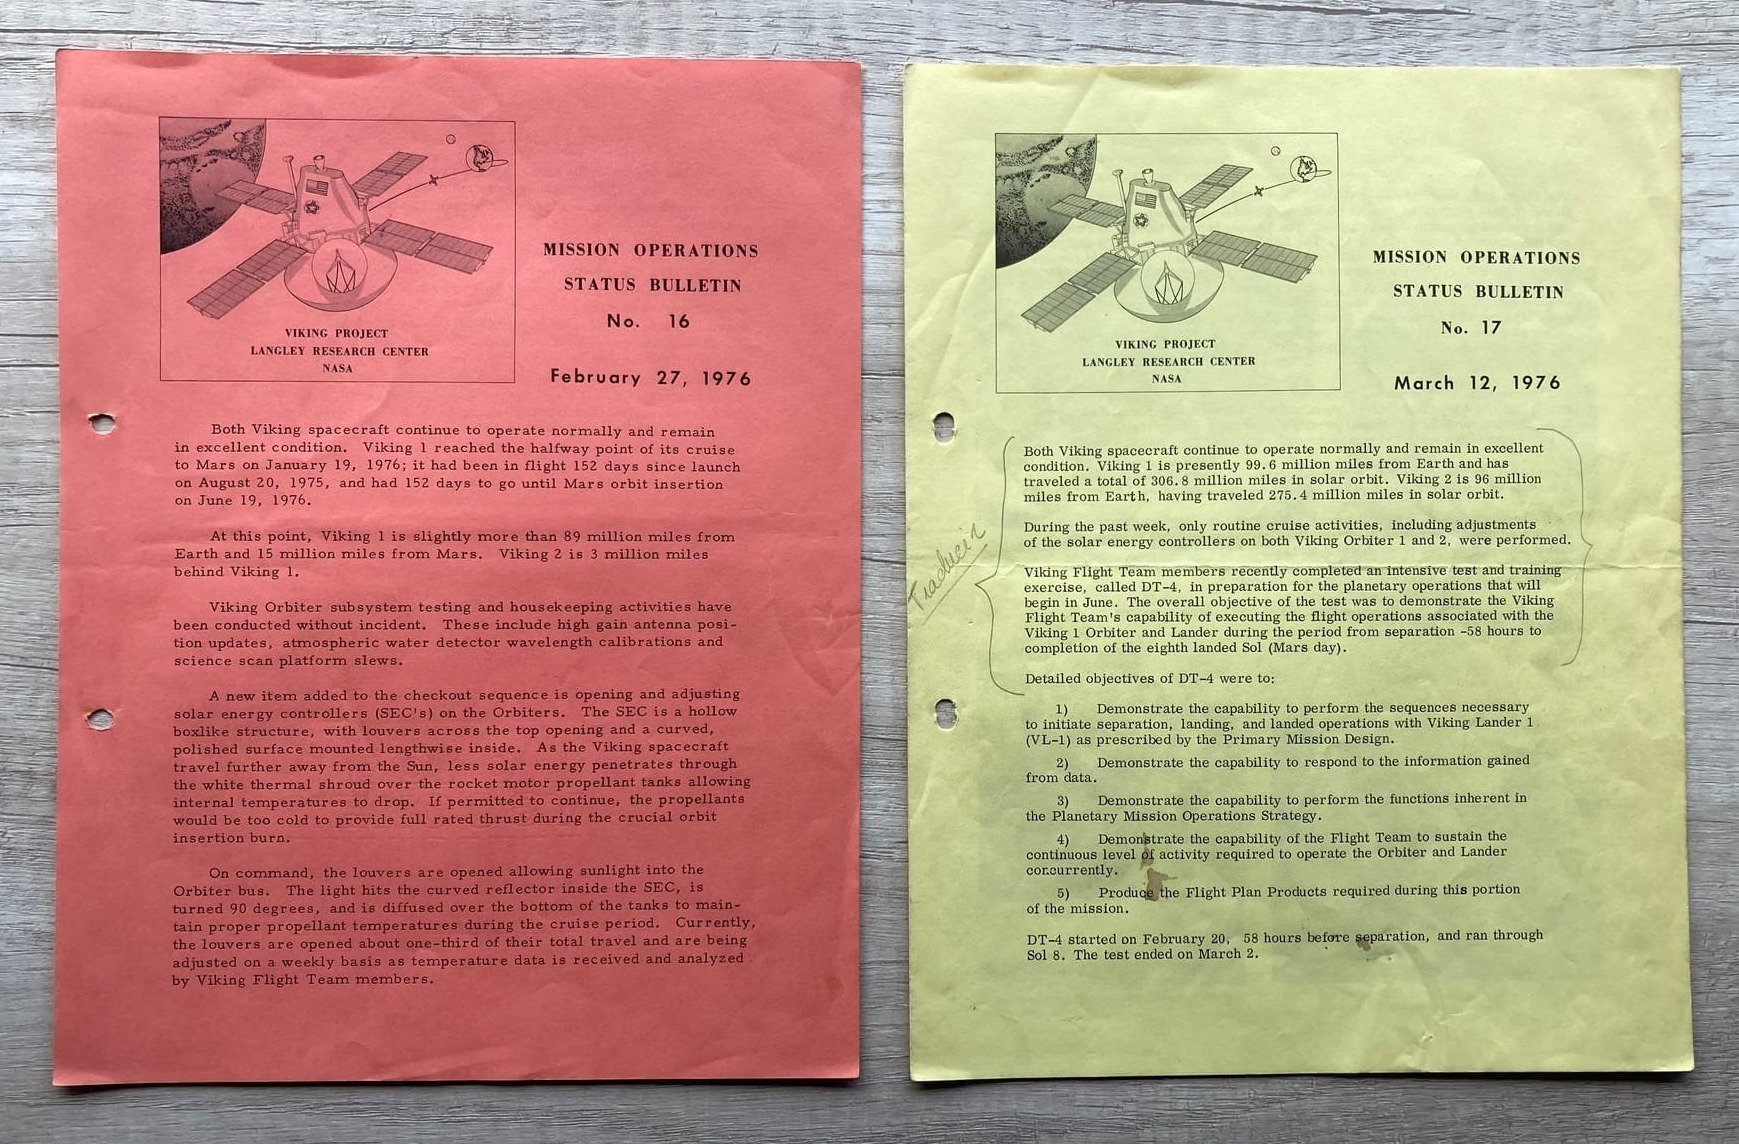 VIKING PROJECT
LANGLEY RESEARCH CENTER
NASA
MISSION OPERATIONS
STATUS BULLETIN
No. 16
February 27, 1976
Both Viking spacecraft continue to operate normally and remain
in excellent condition. Viking 1 reached the halfway point of its cruise
to Mars on January 19, 1976; it had been in flight 152 days since launch
on August 20, 1975, and had 152 days to go until Mars orbit insertion
on June 19, 1976.
At this point, Viking 1 is slightly more than 89 million miles from
Earth and 15 million miles from Mars. Viking 2 is 3 million miles
behind Viking 1.
Viking Orbiter subsystem testing and housekeeping activities have
been conducted without incident. These include high gain antenna posi-
tion updates, atmospheric water detector wavelength calibrations and
science scan platform slews.
A new item added to the checkout sequence is opening and adjusting
solar energy controllers (SEC's) on the Orbiters. The SEC is a hollow
boxlike structure, with louvers across the top opening and a curved,
polished surface mounted lengthwise inside. As the Viking spacecraft
travel further away from the Sun, less solar energy penetrates through
the white thermal shroud over the rocket motor propellant tanks allowing
internal temperatures to drop. If permitted to continue, the propellants
would be too cold to provide full rated thrust during the crucial orbit
insertion burn.
On command, the louvers are opened allowing sunlight into the
Orbiter bus. The light hits the curved reflector inside the SEC, is
turned 90 degrees, and is diffused over the bottom of the tanks to main-
tain proper propellant temperatures during the cruise period. Currently,
the louvers are opened about one-third of their total travel and are being
adjusted on a weekly basis as temperature data is received and analyzed
by Viking Flight Team members.
VIKING PROJECT
LANGLEY RESEARCH CENTER
NASA
MISSION OPERATIONS
STATUS BULLETIN
No. 17
March 12, 1976
Traducir
Both Viking spacecraft continue to operate normally and remain in excellent
condition. Viking 1 is presently 99.6 million miles from Earth and has
traveled a total of 306.8 million miles in solar orbit. Viking 2 is 96 million
miles from Earth, having traveled 275.4 million miles in solar orbit.
During the past week, only routine cruise activities, including adjustments
of the solar energy controllers on both Viking Orbiter 1 and 2, were performed.
Viking Flight Team members recently completed an intensive test and training
exercise, called DT-4, in preparation for the planetary operations that will
begin in June. The overall objective of the test was to demonstrate the Viking
Flight Team's capability of executing the flight operations associated with the
Viking 1 Orbiter and Lander during the period from separation -58 hours to
completion of the eighth landed Sol (Mars day).
Detailed objectives of DT-4 were to:
1) Demonstrate the capability to perform the sequences necessary
to initiate separation, landing, and landed operations with Viking Lander 1
(VL-1) as prescribed by the Primary Mission Design.
2) Demonstrate the capability to respond to the information gained
from data.
3) Demonstrate the capability to perform the functions inherent in
the Planetary Mission Operations Strategy.
4) Demonstrate the capability of the Flight Team to sustain the
continuous level of activity required to operate the Orbiter and Lander
concurrently.
5) Produce the Flight Plan Products required during this portion
of the mission.
DT-4 started on February 20, 58 hours before separation, and ran through
Sol 8. The test ended on March 2.